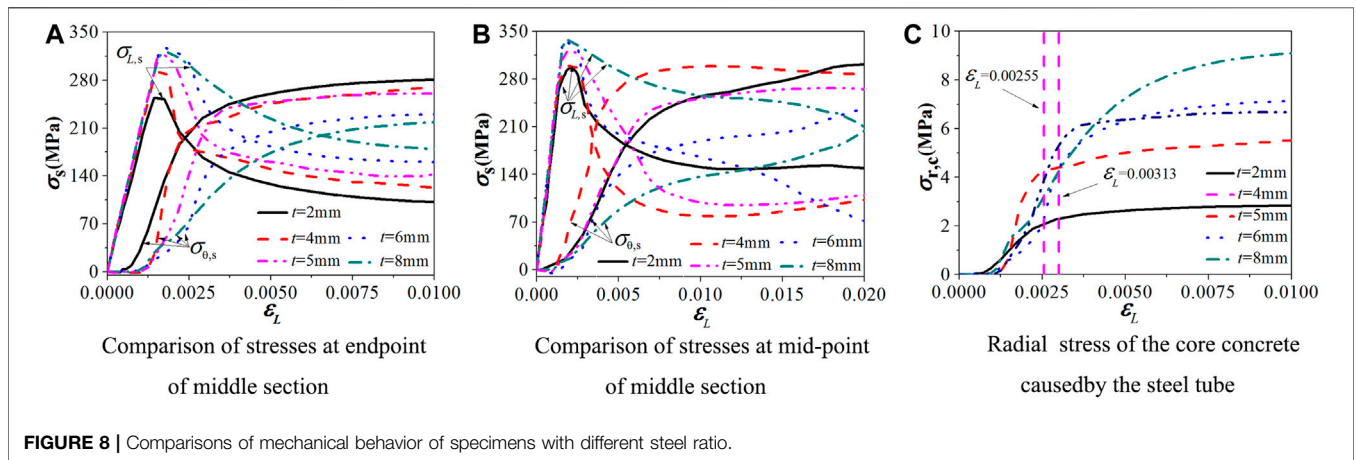 A
σs(MPa)
350
280
210
140
70
0
σL,s
σθ,s
t=2mm
t=4mm
t=6mm
t=5mm
t=8mm
0.0000
0.0025
0.0050
0.0075
0.0100
εL
Comparison of stresses at endpoint
of middle section
B
σs(MPa)
350
280
210
140
70
0
σL,s
σθ,s
t=4mm
t=6mm
t=2mm
t=5mm
t=8mm
0.000
0.005
0.010
0.015
0.020
εL
Comparison of stresses at mid-point
of middle section
C
σr,c(MPa)
10
8
6
4
2
0
εL=0.00255
εL=0.00313
t=2mm
t=4mm
t=5mm
t=6mm
t=8mm
0.0000
0.0025
0.0050
0.0075
0.0100
εL
Radial stress of the core concrete
causedby the steel tube
FIGURE 8 | Comparisons of mechanical behavior of specimens with different steel ratio.